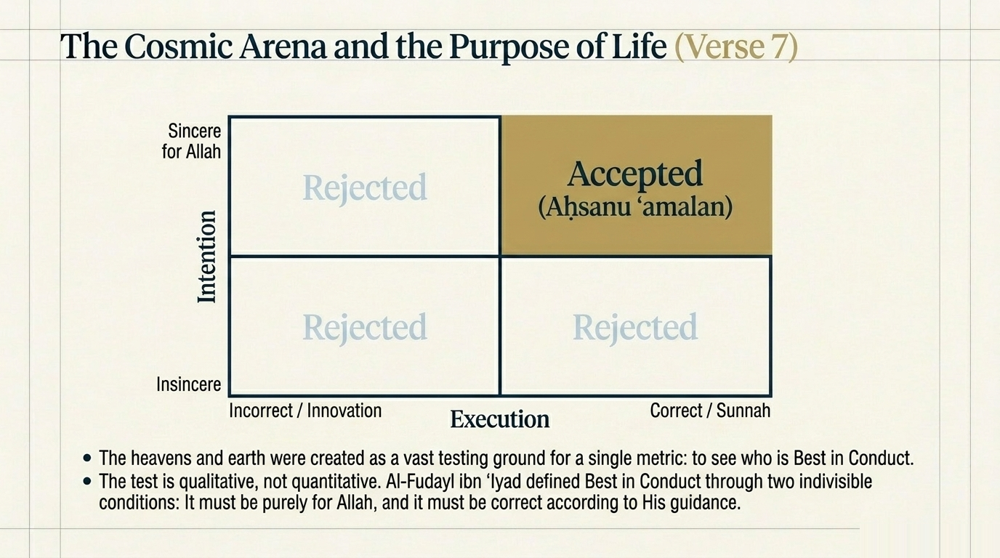 The Cosmic Arena and the Purpose of Life (Verse 7)
Sincere
for Allah
Rejected
Accepted
(Aḥsanu ‘amalan)
Intention
Rejected
Rejected
Insincere
Incorrect / Innovation
Execution
Correct / Sunnah
• The heavens and earth were created as a vast testing ground for a single metric: to see who is Best in Conduct.
• The test is qualitative, not quantitative. Al-Fudayl ibn ‘Iyad defined Best in Conduct through two indivisible
conditions: It must be purely for Allah, and it must be correct according to His guidance.